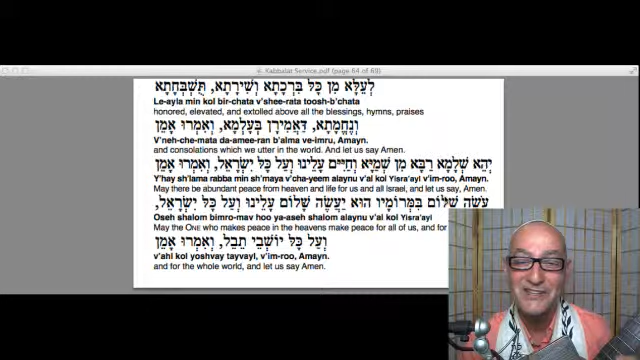 Kabbulat Service.pdf (page 64 of 69)
לְעֵלָּא מִן כָּל בִּרְכָתָא וְשִׁירָתָא, תֻּשְׁבְּחָתָא
Le-ayla min kol bir-chata v'shee-rata toosh-b'chata
honored, elevated, and extolled above all the blessings, hymns, praises
וְנֶחֱמָתָא, דַּאֲמִירָן בְּעָלְמָא, וְאִמְרוּ אָמֵן
V'neh-che-mata da-amee-ran b'alma ve-imru, Amayn.
and consolations which we utter in the world. And let us say Amen.
יְהֵא שְׁלָמָא רַבָּא מִן שְׁמַיָּא וְחַיִּים עָלֵינוּ וְעַל כָּל יִשְׂרָאֵל, וְאִמְרוּ אָמֵן
Y'hay sh'lama rabba min sh'maya v'cha-yeem alaynu v'al kol Yisra'ayl v'im-roo, Amayn.
May there be abundant peace from heaven and life for us and all Israel, and let us say, Amen.
עֹשֶׂה שָׁלוֹם בִּמְרוֹמָיו הוּא יַעֲשֶׂה שָׁלוֹם עָלֵינוּ וְעַל כָּל יִשְׂרָאֵל,
Oseh shalom bimro-mav hoo ya-aseh shalom alaynu v'al kol Yisra'ayl
May the ONE who makes peace in the heavens make peace for all of us, and for
וְעַל כָּל יוֹשְׁבֵי תֵבֵל, וְאִמְרוּ אָמֵן
v'ahl kol yoshvay tayvayl, v'im-roo, Amayn.
and for the whole world, and let us say Amen.